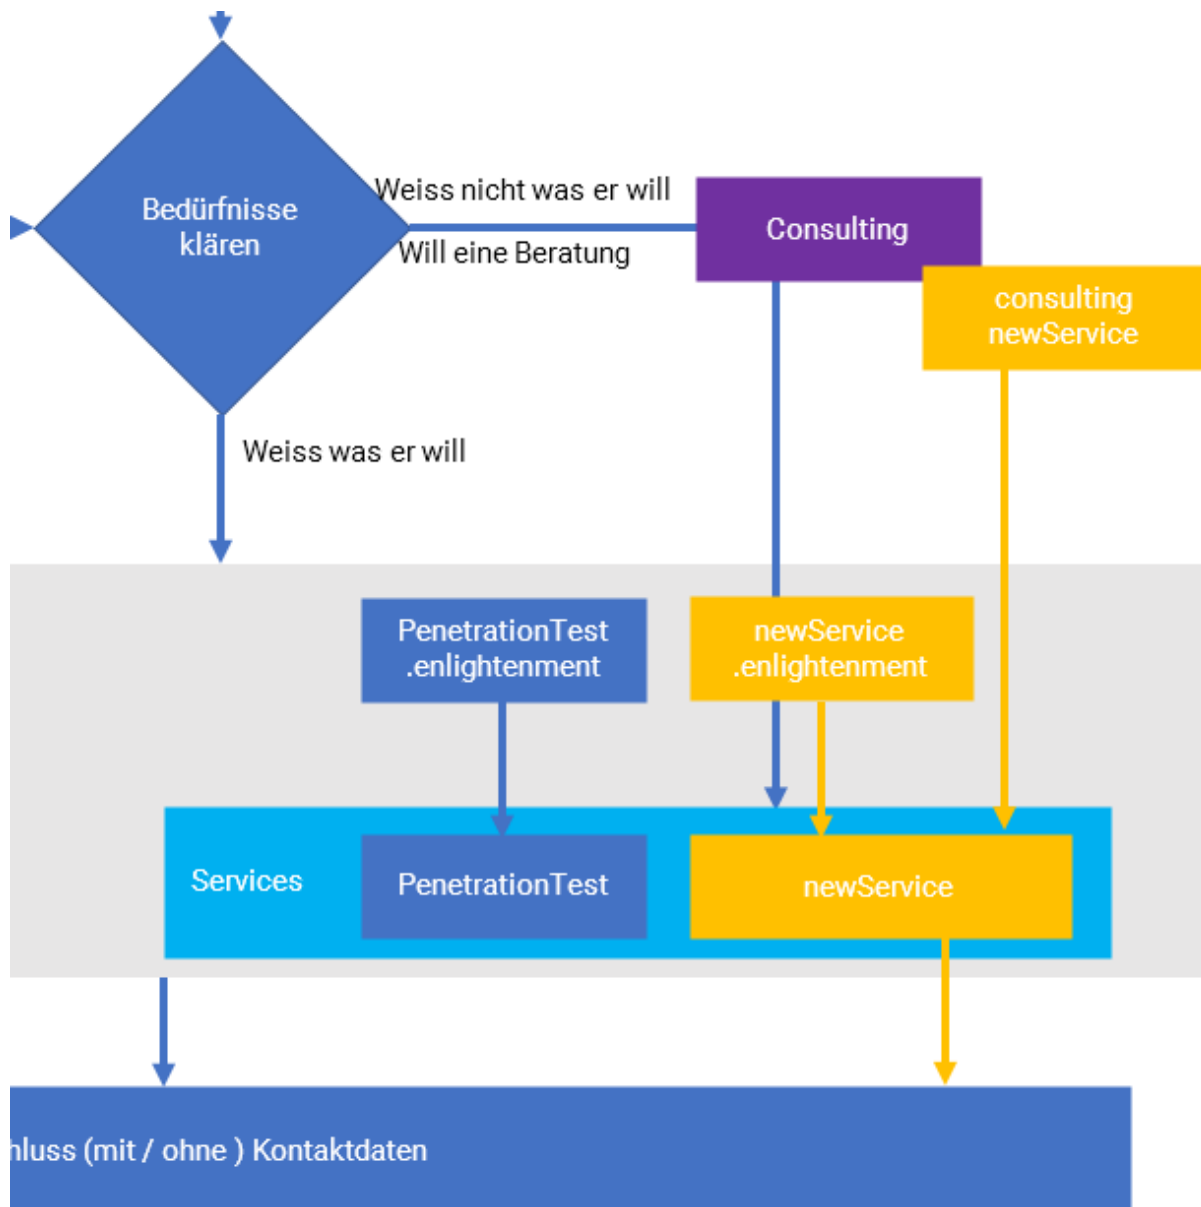 Bedürfnisse
klären
Weiss nicht was er will
Will eine Beratung
Consulting
consulting
newService
Weiss was er will
PenetrationTest
.enlightenment
newService
.enlightenment
Services
PenetrationTest
newService
hluss (mit / ohne ) Kontaktdaten